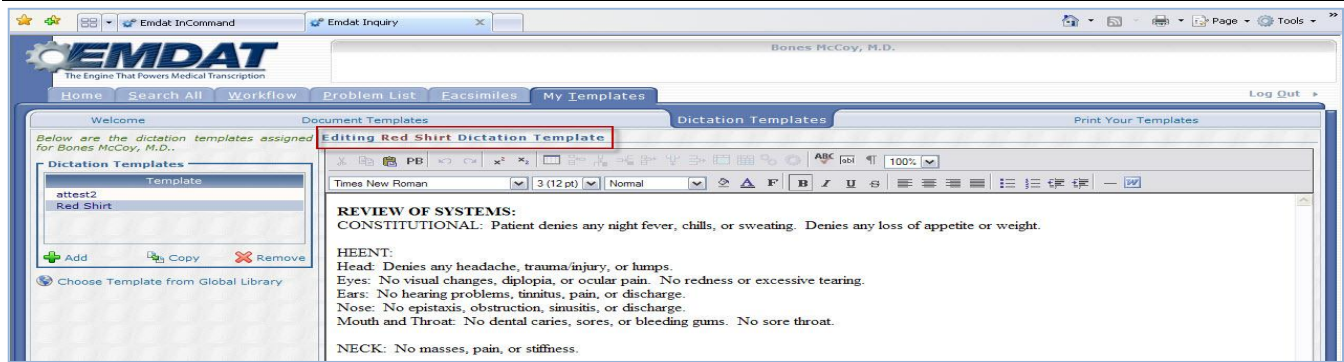 Emdat InCommand
Emdat Inquiry
Page
Tools
EMDAT
The Engine That Powers Medical Transcription
Bones McCoy, M.D.
Home
Search All
Workflow
Problem List
Facsimiles
My Templates
Log Out
Welcome
Document Templates
Dictation Templates
Print Your Templates
Below are the dictation templates assigned
for Bones McCoy, M.D..
Editing Red Shirt Dictation Template
Dictation Templates
Template
attest2
Red Shirt
Add
Copy
Remove
Choose Template from Global Library
PB
x²
x₂
ABC
abl
¶
100%
Times New Roman
3 (12 pt)
Normal
A
F
B
I
U
S
W
REVIEW OF SYSTEMS:
CONSTITUTIONAL: Patient denies any night fever, chills, or sweating. Denies any loss of appetite or weight.
HEENT:
Head: Denies any headache, trauma/injury, or lumps.
Eyes: No visual changes, diplopia, or ocular pain. No redness or excessive tearing.
Ears: No hearing problems, tinnitus, pain, or discharge.
Nose: No epistaxis, obstruction, sinusitis, or discharge.
Mouth and Throat: No dental caries, sores, or bleeding gums. No sore throat.
NECK: No masses, pain, or stiffness.